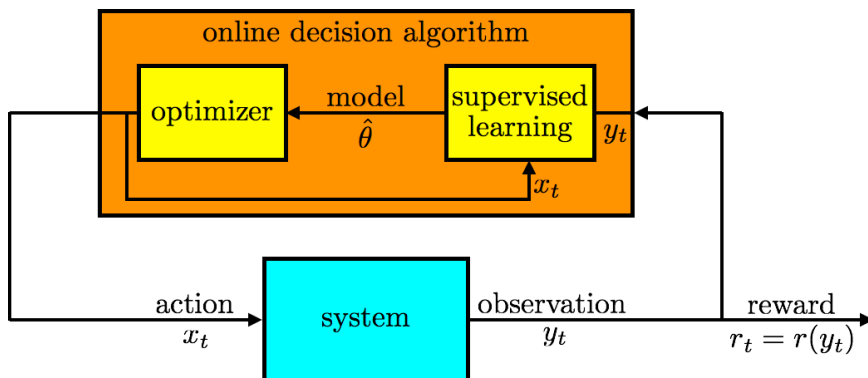 online decision algorithm
optimizer
model
θ̂
supervised
learning
y_t
x_t
action
x_t
system
observation
y_t
reward
r_t = r(y_t)